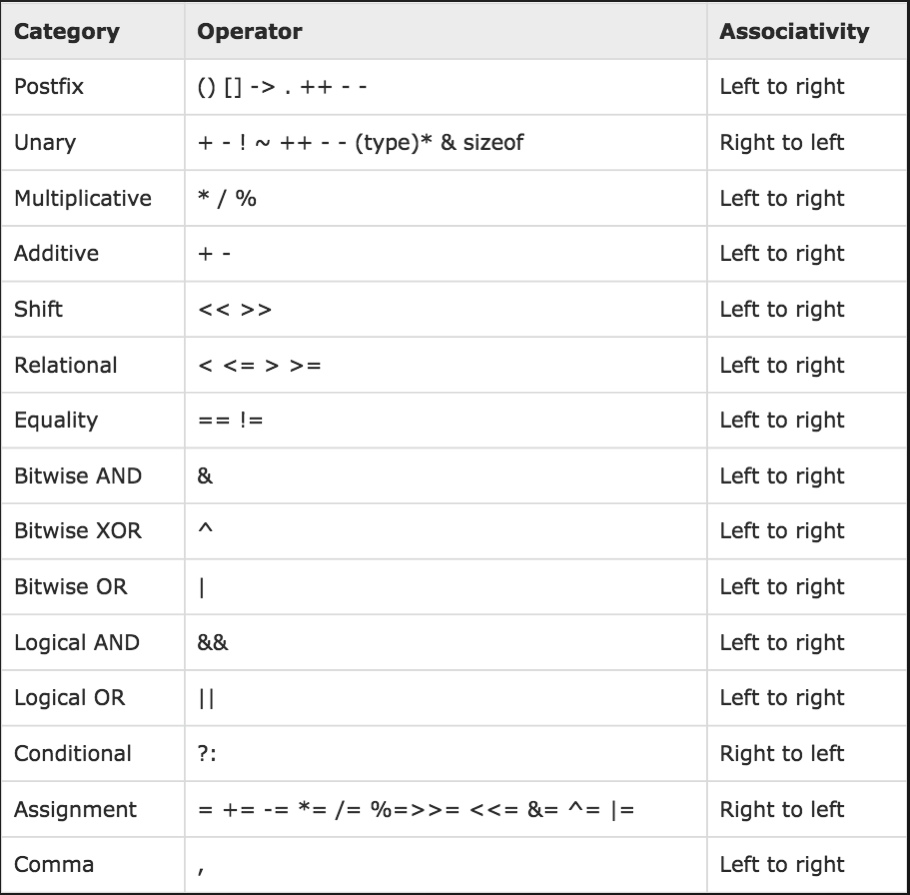 Category Operator Associativity
Postfix () [] -> . ++ - - Left to right
Unary + - ! ~ ++ - - (type)* & sizeof Right to left
Multiplicative * / % Left to right
Additive + - Left to right
Shift << >> Left to right
Relational < <= > >= Left to right
Equality == != Left to right
Bitwise AND & Left to right
Bitwise XOR ^ Left to right
Bitwise OR | Left to right
Logical AND && Left to right
Logical OR || Left to right
Conditional ?: Right to left
Assignment = += -= *= /= %=>>= <<= &= ^= |= Right to left
Comma , Left to right